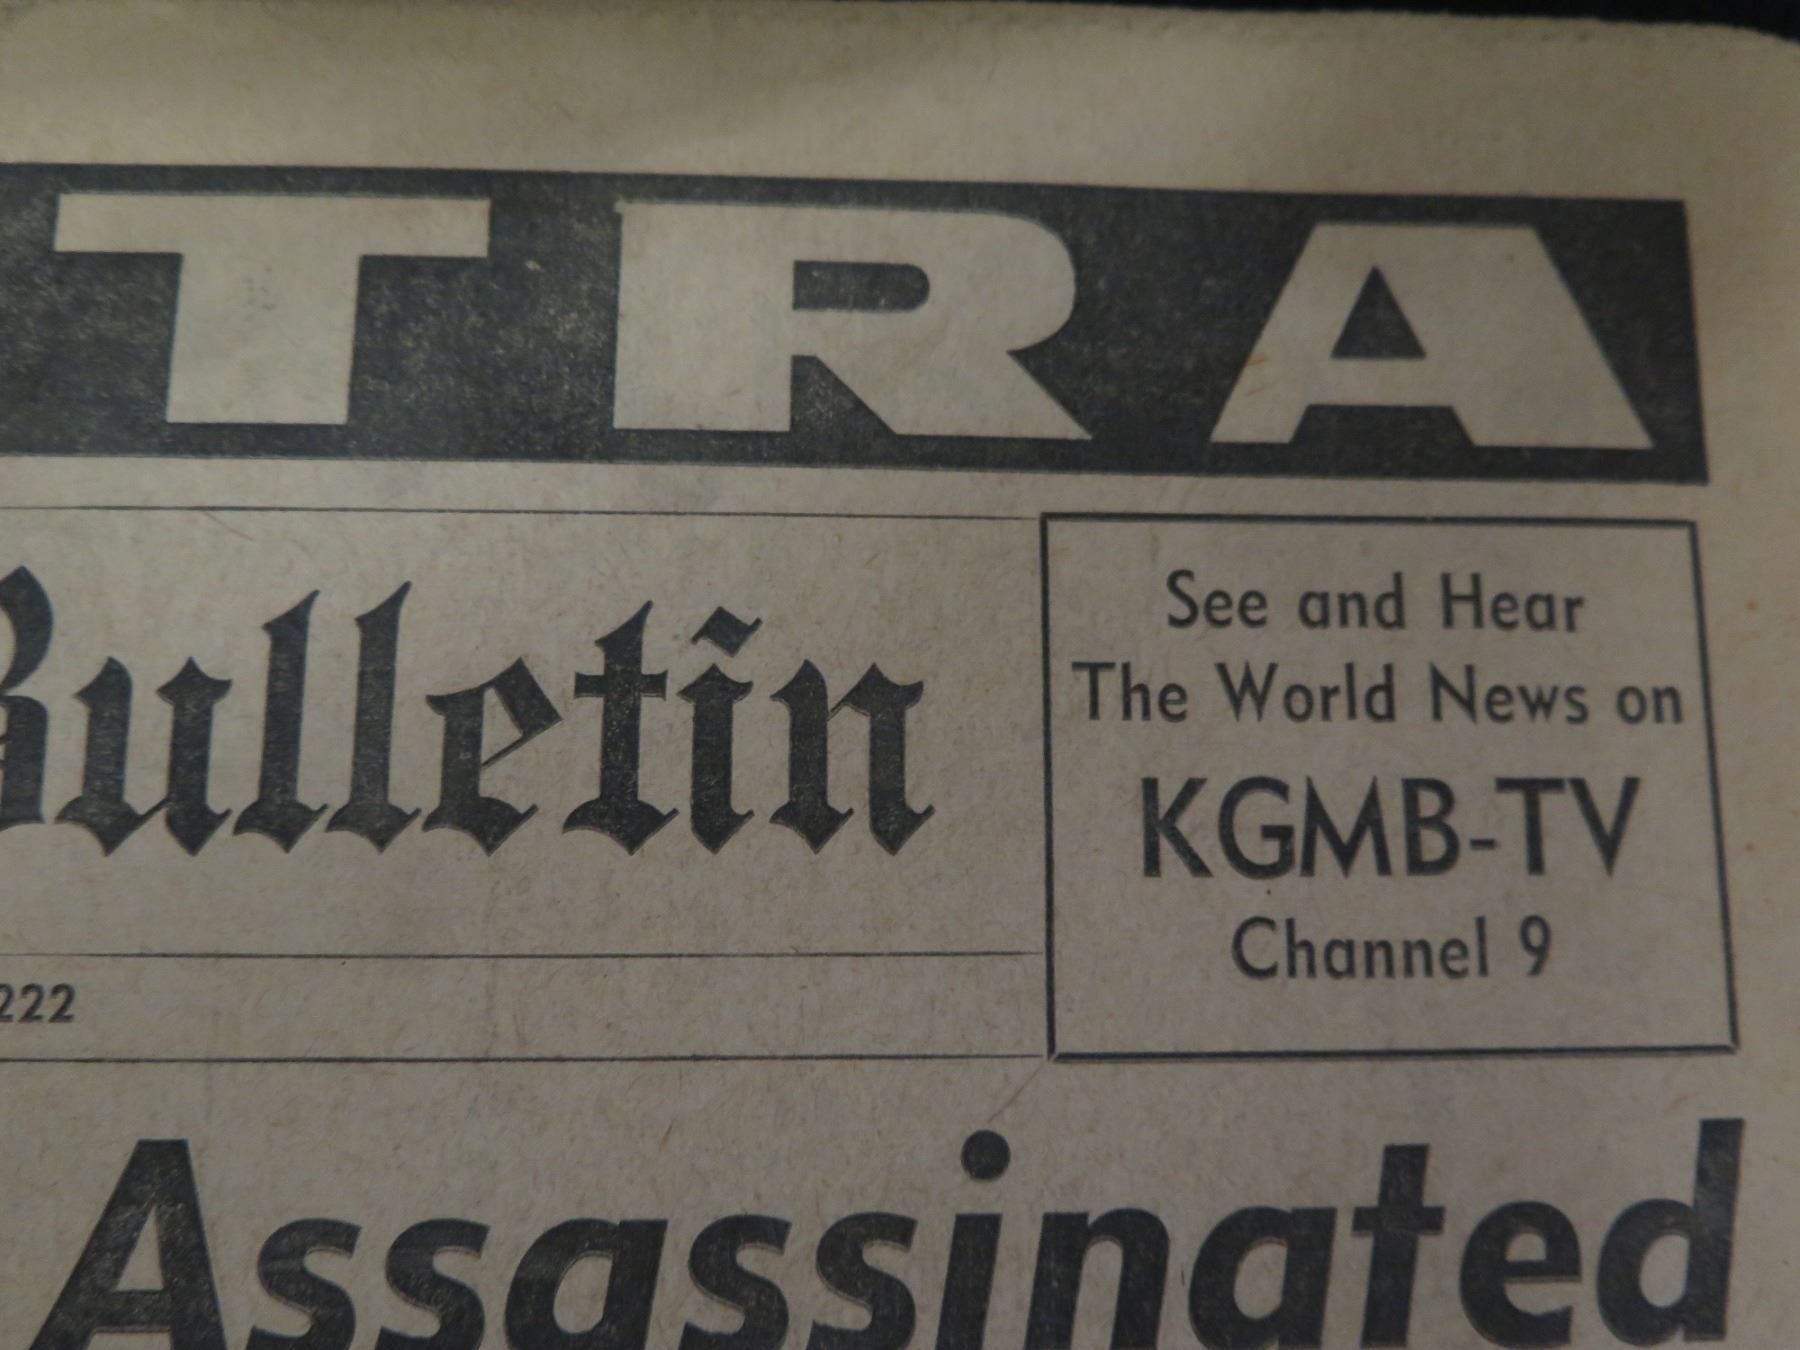 TRA
Bulletin
See and Hear
The World News on
KGMB-TV
Channel 9
222
Assassinated